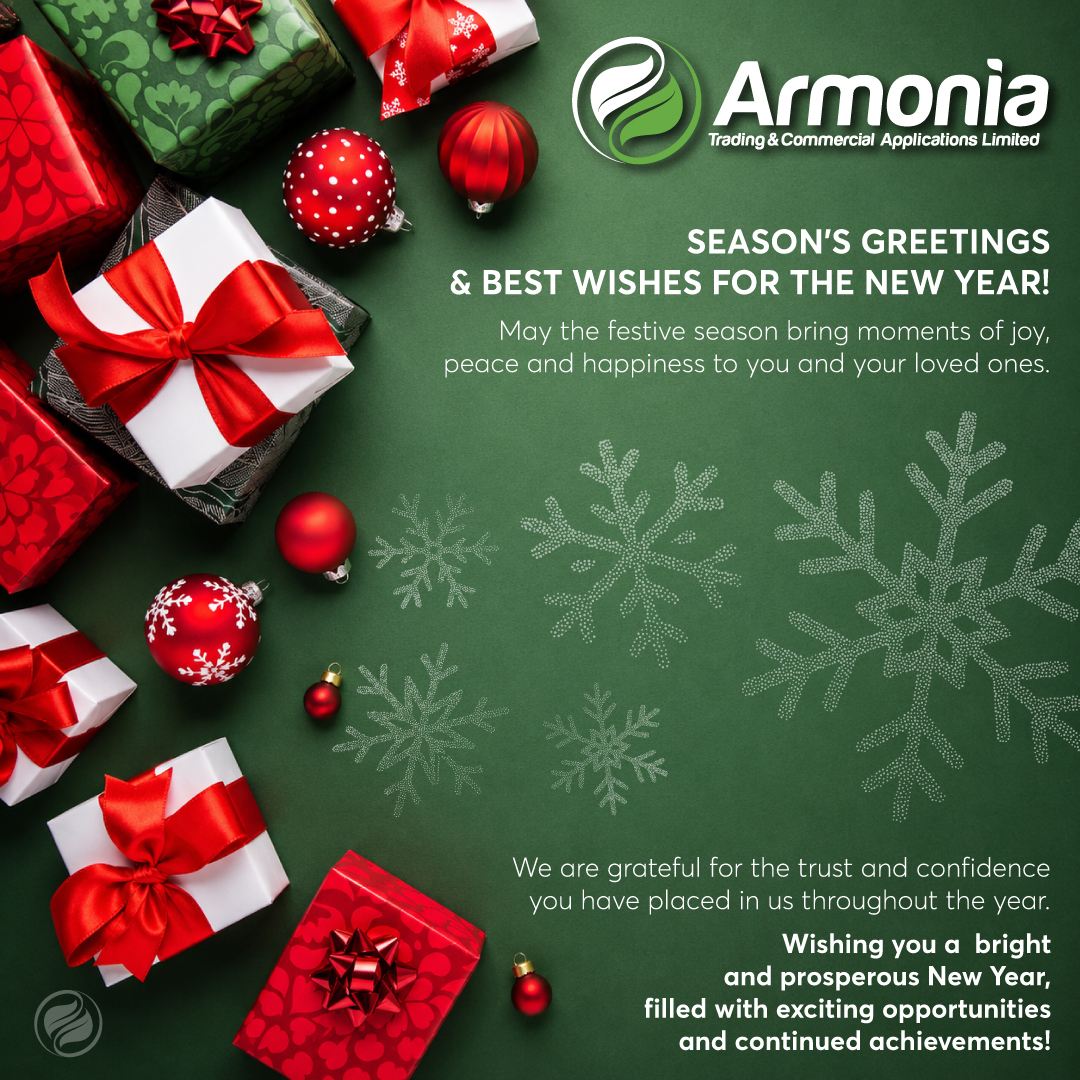 Armonia
Trading & Commercial Applications Limited
SEASON'S GREETINGS
& BEST WISHES FOR THE NEW YEAR!
May the festive season bring moments of joy,
peace and happiness to you and your loved ones.
We are grateful for the trust and confidence
you have placed in us throughout the year.
Wishing you a bright
and prosperous New Year,
filled with exciting opportunities
and continued achievements!